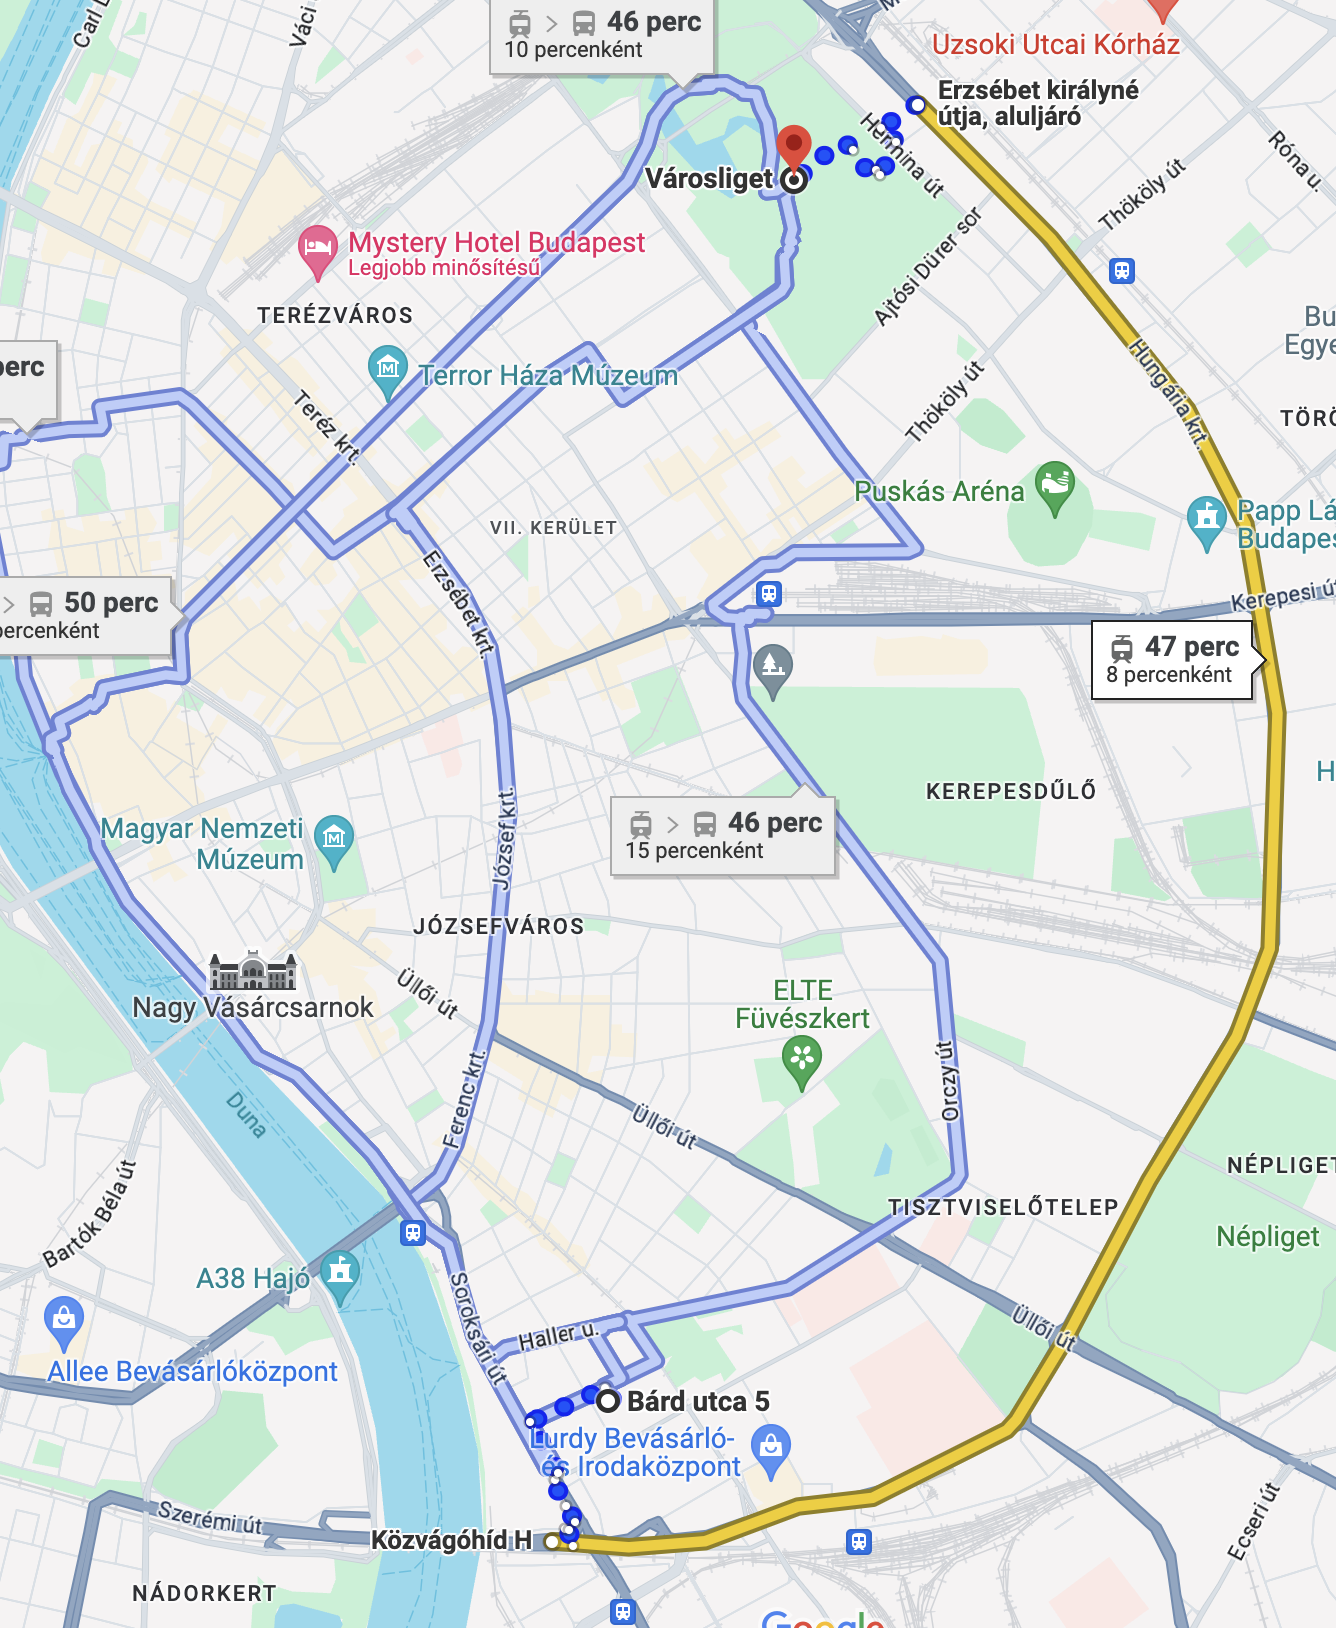 Carl L
Váci
46 perc
10 percenként
M
Uzsoki Utcai Kórház
Erzsébet királyné
útja, aluljáró
Hermina út
Róna u.
Városliget
Thököly út
Mystery Hotel Budapest
Legjobb minősítésű
Ajtósi Dürer sor
TERÉZVÁROS
Bu
Egye
perc
Terror Háza Múzeum
Hungária krt.
Teréz krt.
Thököly út
TÖRÖ
Puskás Aréna
VII. KERÜLET
Papp Lá
Budapes
Erzsébet krt.
50 perc
percenként
Kerepesi út
47 perc
8 percenként
KEREPESDŰLŐ
H
46 perc
15 percenként
Magyar Nemzeti
Múzeum
József krt.
JÓZSEFVÁROS
Üllői út
Nagy Vásárcsarnok
ELTE
Füvészkert
Orczy út
Duna
Ferenc krt.
Üllői út
NÉPLIGET
Bartók Béla út
TISZTVISELŐTELEP
Népliget
A38 Hajó
Soroksári út
Haller u.
Üllői út
Allee Bevásárlóközpont
Bárd utca 5
Lurdy Bevásárló-
és Irodaközpont
Szerémi út
Közvágóhíd H
Ecseri út
NÁDORKERT
Google